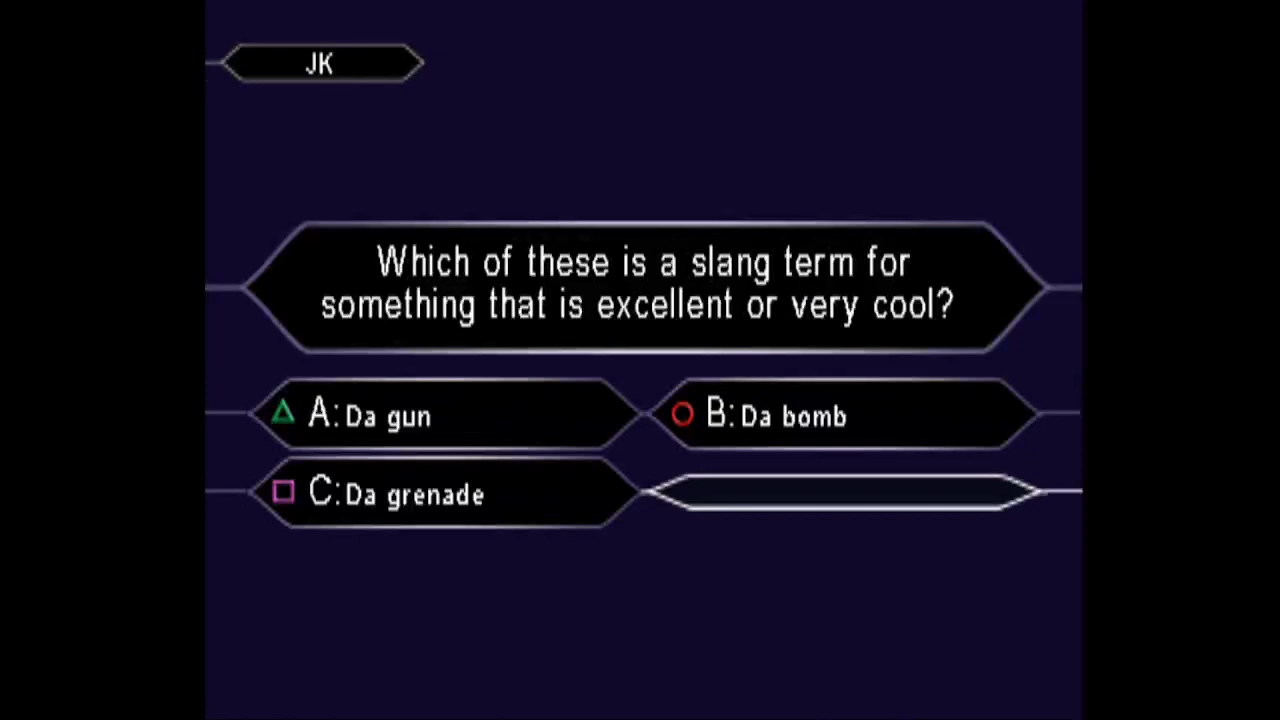 JK
Which of these is a slang term for
something that is excellent or very cool?
A: Da gun
B: Da bomb
C: Da grenade